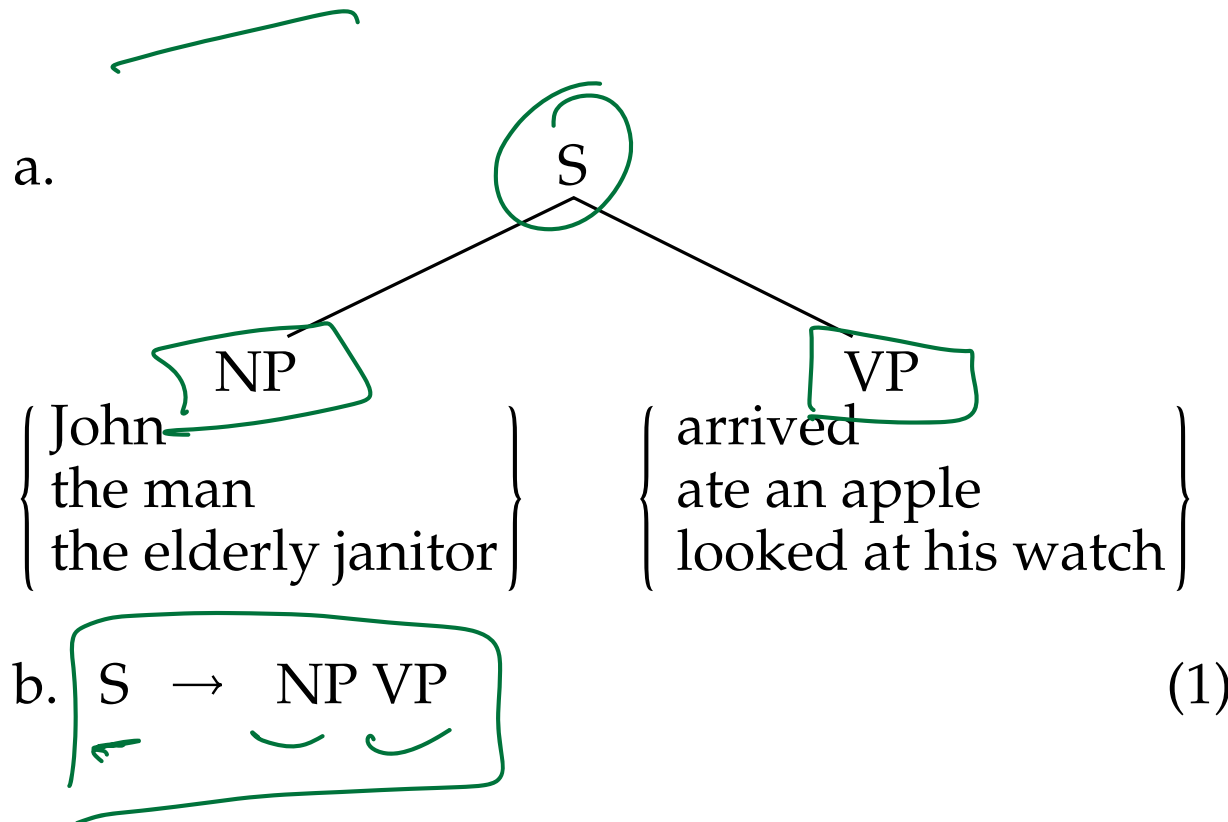 a.
S
NP VP
John arrived
the man ate an apple
the elderly janitor looked at his watch
b. S → NP VP (1)